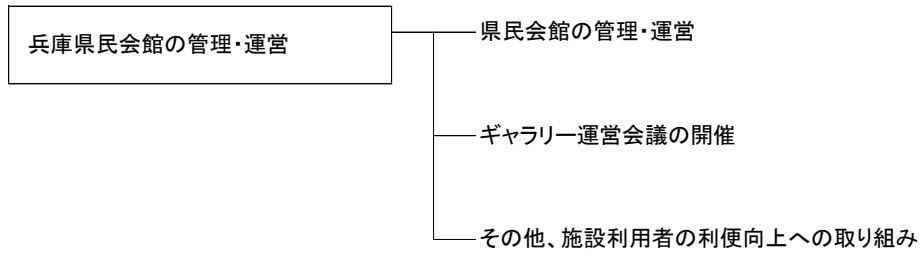 兵庫県民会館の管理・運営
県民会館の管理・運営
ギャラリー運営会議の開催
その他、施設利用者の利便向上への取り組み